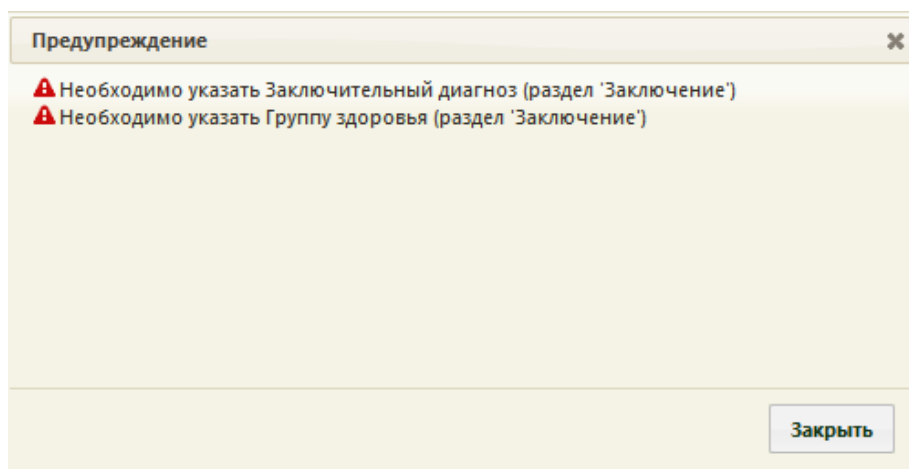 Предупреждение
Необходимо указать Заключительный диагноз (раздел 'Заключение')
Необходимо указать Группу здоровья (раздел 'Заключение')
Закрыть